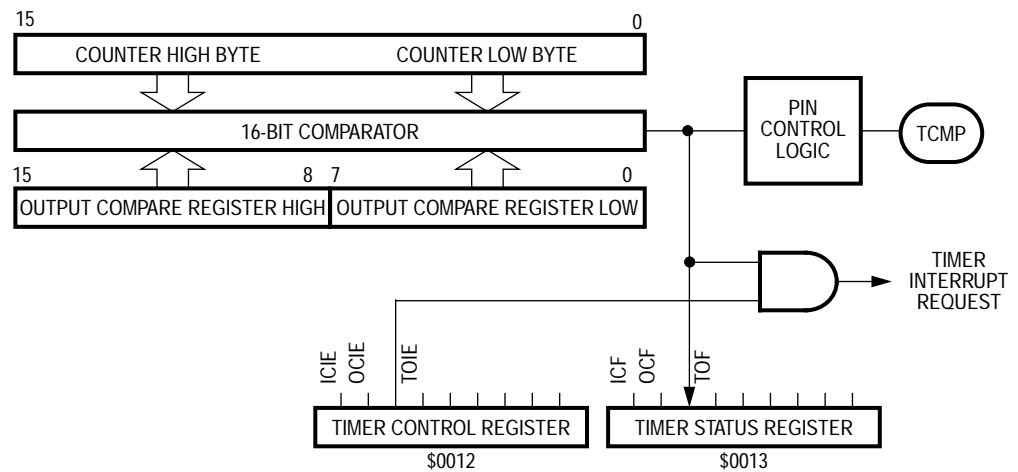 15 0
COUNTER HIGH BYTE COUNTER LOW BYTE
16-BIT COMPARATOR
PIN
CONTROL
LOGIC
TCMP
15 8 7 0
OUTPUT COMPARE REGISTER HIGH OUTPUT COMPARE REGISTER LOW
TIMER
INTERRUPT
REQUEST
ICIE
OCIE
TOIE
ICF
OCF
TOF
TIMER CONTROL REGISTER
$0012
TIMER STATUS REGISTER
$0013